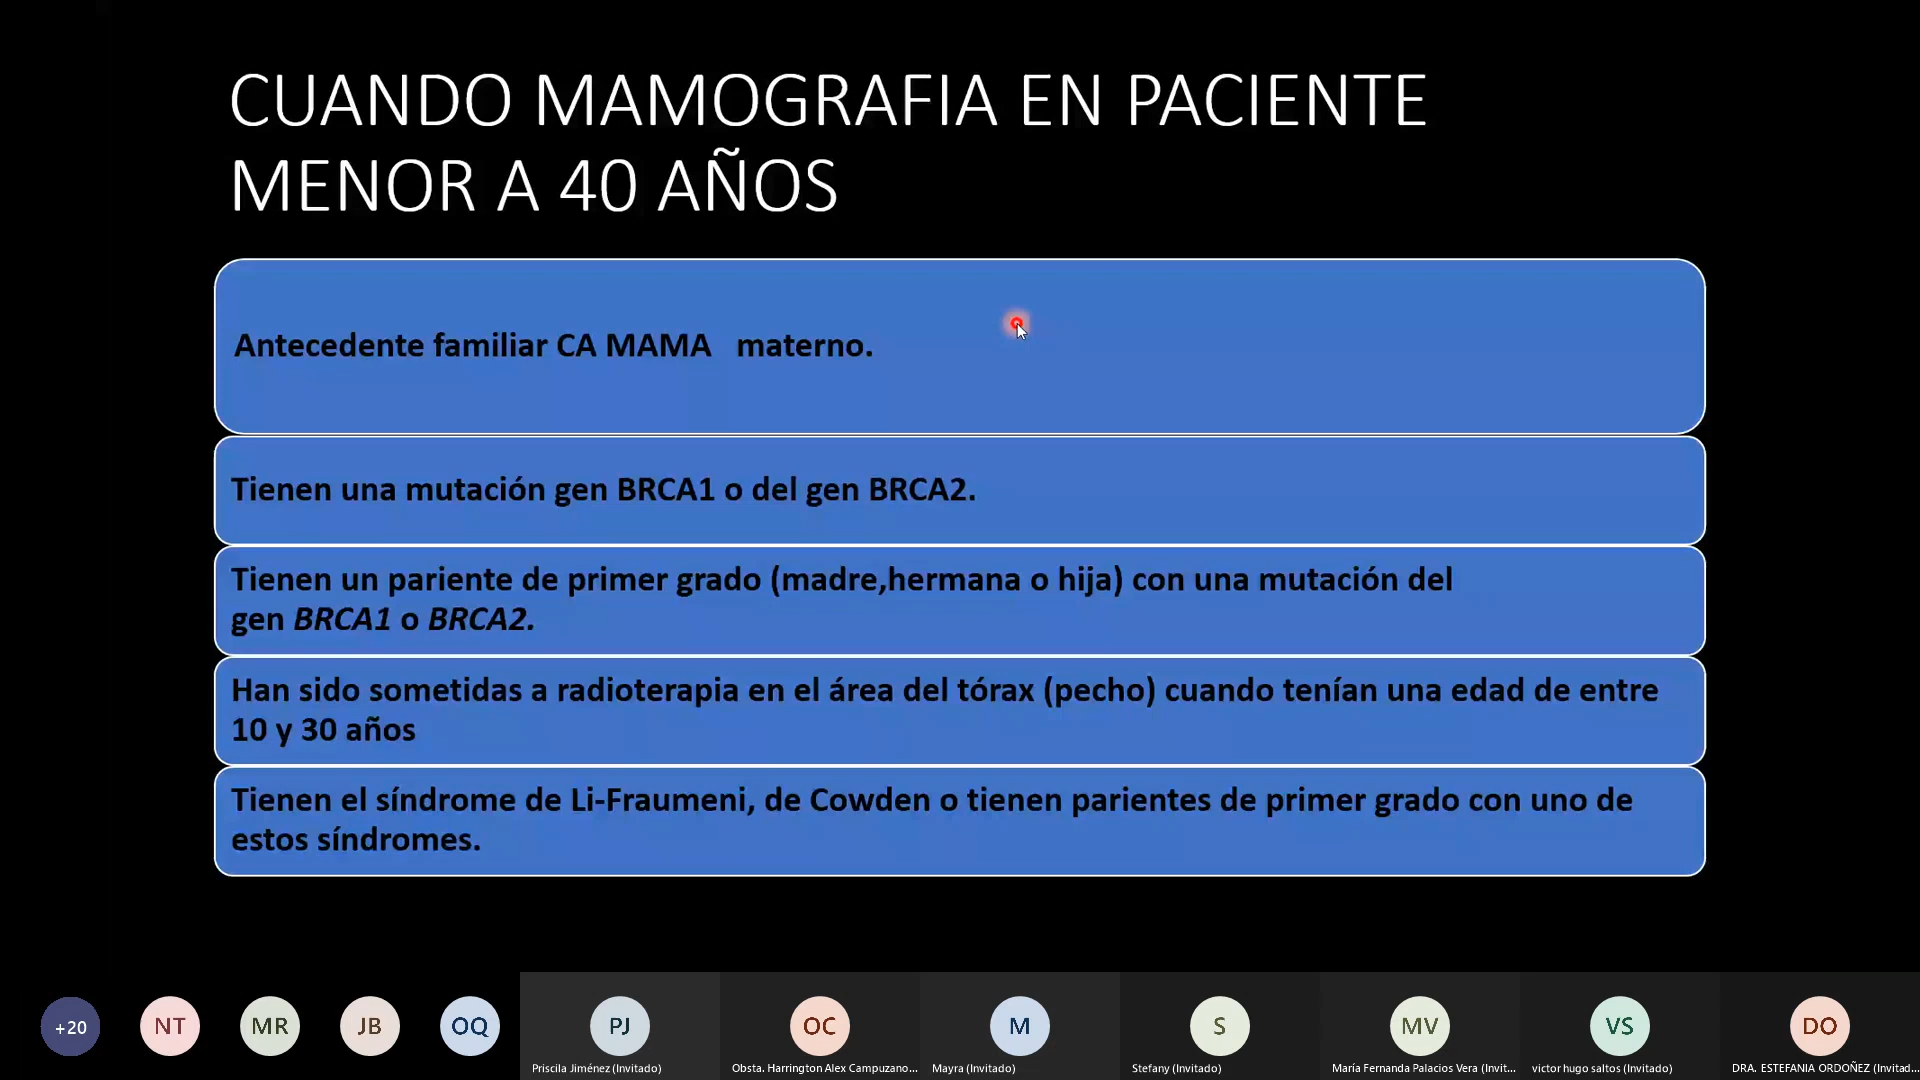 CUANDO MAMOGRAFIA EN PACIENTE
MENOR A 40 AÑOS
Antecedente familiar CA MAMA   materno.
Tienen una mutación gen BRCA1 o del gen BRCA2.
Tienen un pariente de primer grado (madre,hermana o hija) con una mutación del
gen BRCA1 o BRCA2.
Han sido sometidas a radioterapia en el área del tórax (pecho) cuando tenían una edad de entre
10 y 30 años
Tienen el síndrome de Li-Fraumeni, de Cowden o tienen parientes de primer grado con uno de
estos síndromes.
+20 NT MR JB OQ PJ OC M S MV VS DO
Priscila Jiménez (Invitado) Obsta. Harrington Alex Campuzano... Mayra (Invitado) Stefany (Invitado) María Fernanda Palacios Vera (Invit... victor hugo saltos (Invitado) DRA. ESTEFANIA ORDOÑEZ (Invitad...